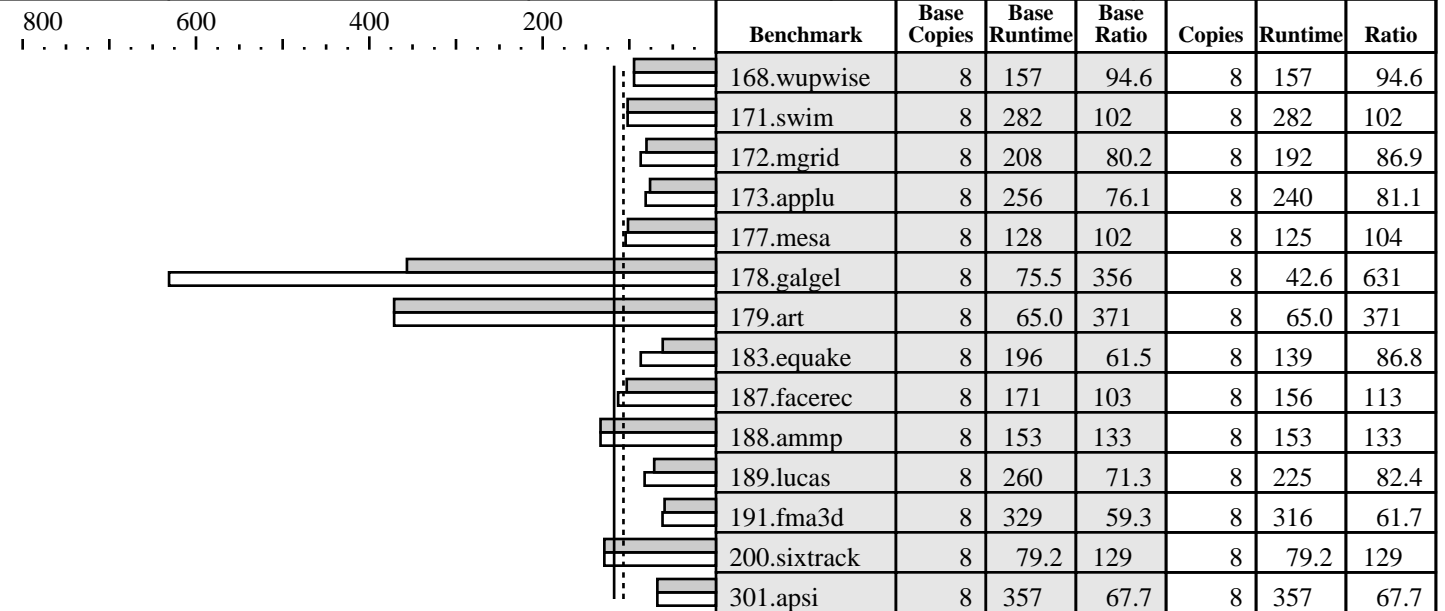 800 600 400 200
Benchmark Base Copies Base Runtime Base Ratio Copies Runtime Ratio
168.wupwise 8 157 94.6 8 157 94.6
171.swim 8 282 102 8 282 102
172.mgrid 8 208 80.2 8 192 86.9
173.applu 8 256 76.1 8 240 81.1
177.mesa 8 128 102 8 125 104
178.galgel 8 75.5 356 8 42.6 631
179.art 8 65.0 371 8 65.0 371
183.equake 8 196 61.5 8 139 86.8
187.facerec 8 171 103 8 156 113
188.ammp 8 153 133 8 153 133
189.lucas 8 260 71.3 8 225 82.4
191.fma3d 8 329 59.3 8 316 61.7
200.sixtrack 8 79.2 129 8 79.2 129
301.apsi 8 357 67.7 8 357 67.7